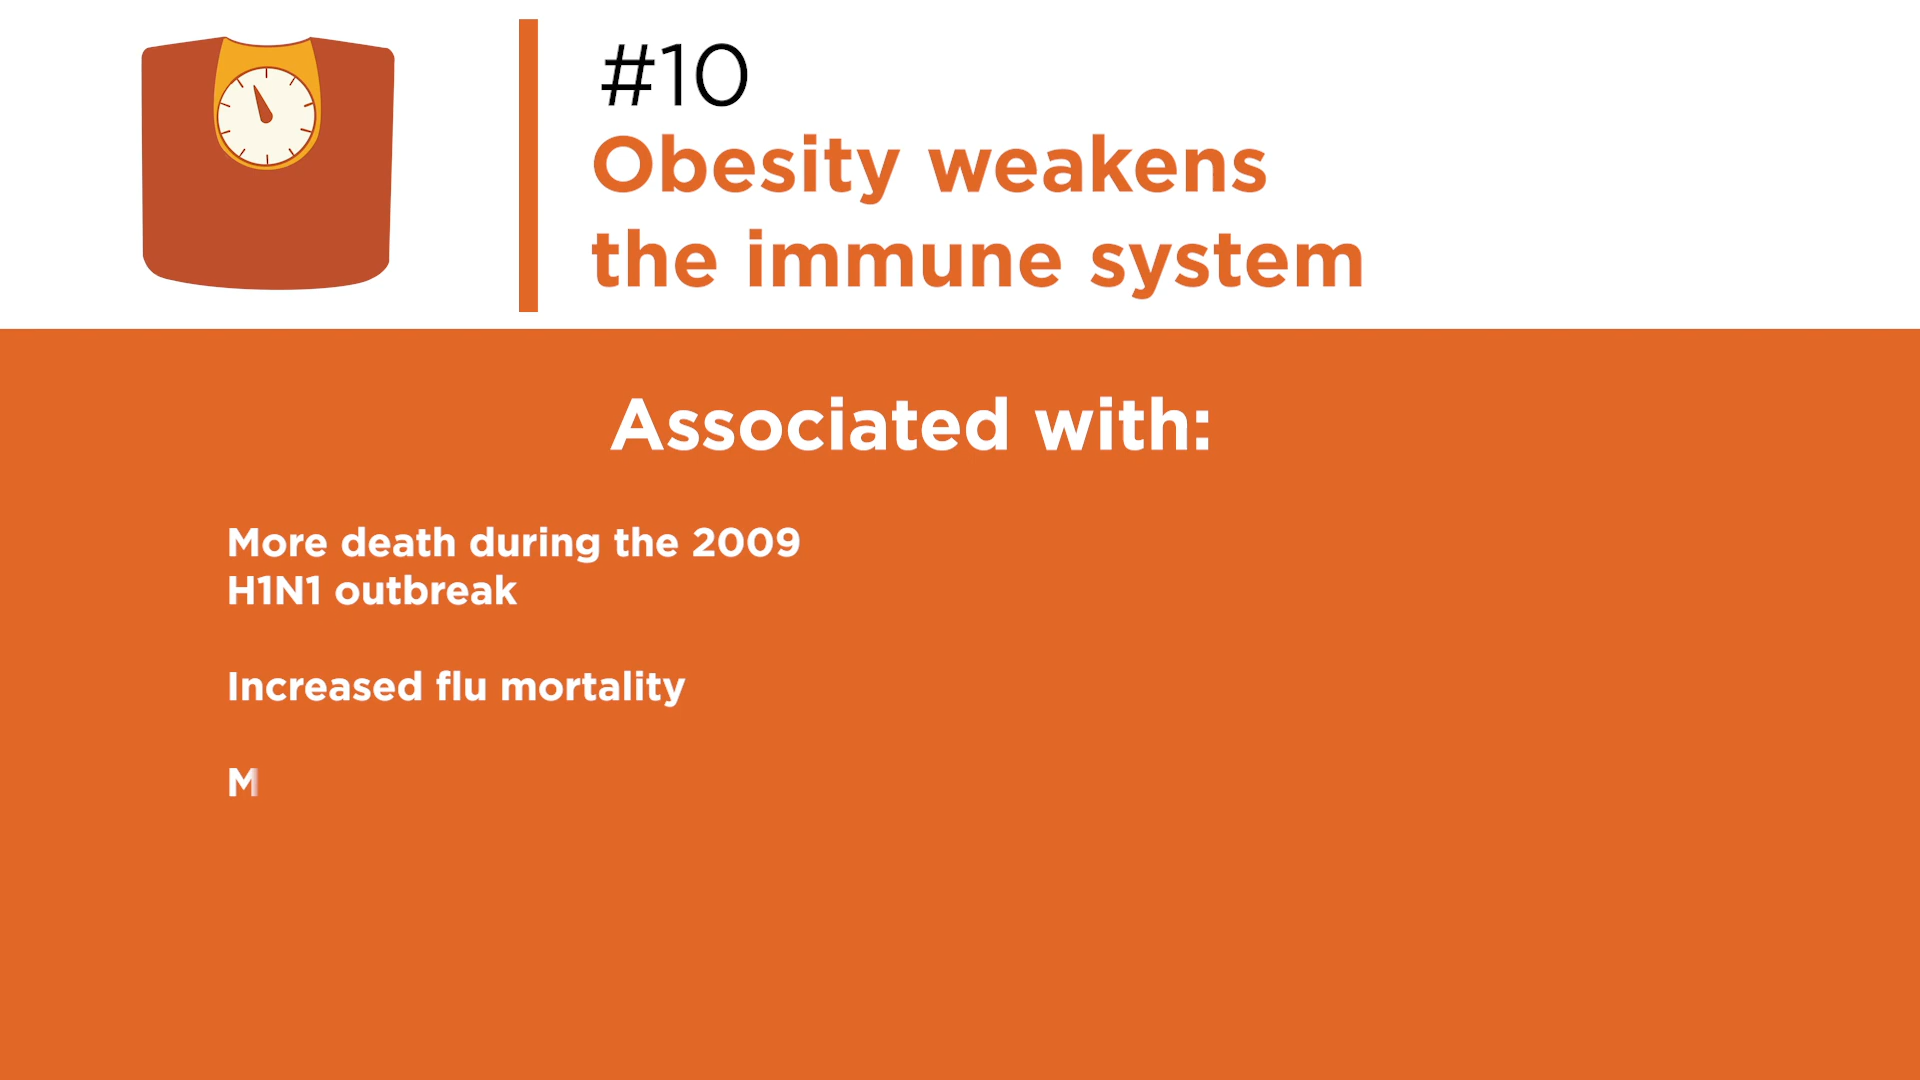 #10
Obesity weakens
the immune system
Associated with:
More death during the 2009
H1N1 outbreak
Increased flu mortality
M